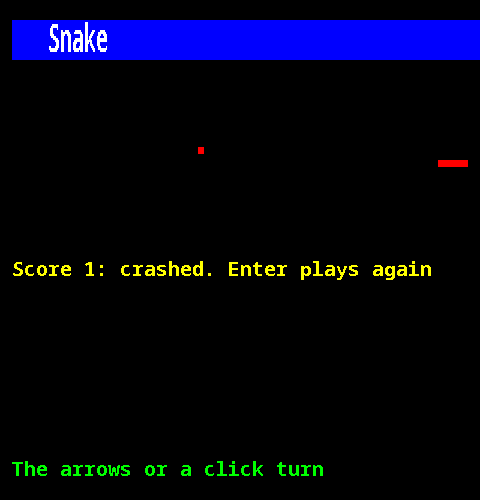 Snake
Score 1: crashed. Enter plays again
The arrows or a click turn